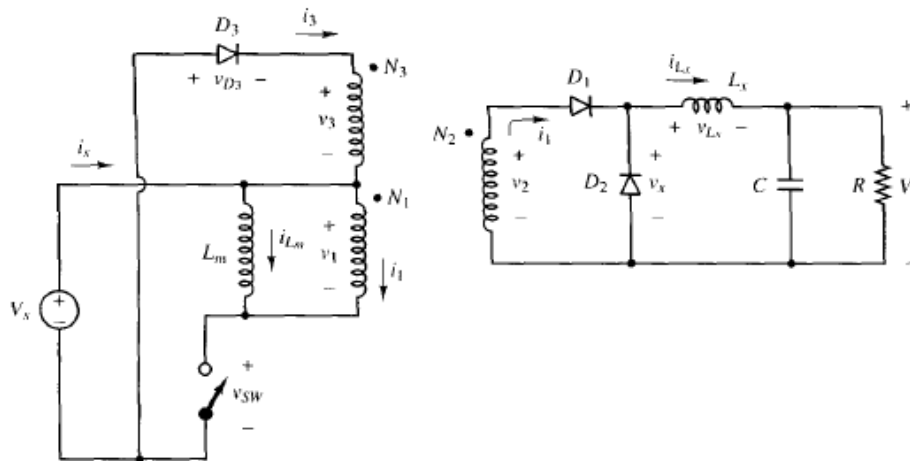 D3
i3
+ vD3 −
N3
+
v3
−
is
N1
Lm
iLm
+
v1
−
i1
Vs
+
−
+
vSW
−
N2
D1
i1
iLx
Lx
+ vLx −
+
v2
−
D2
+
vx
−
C
R
+
V
−